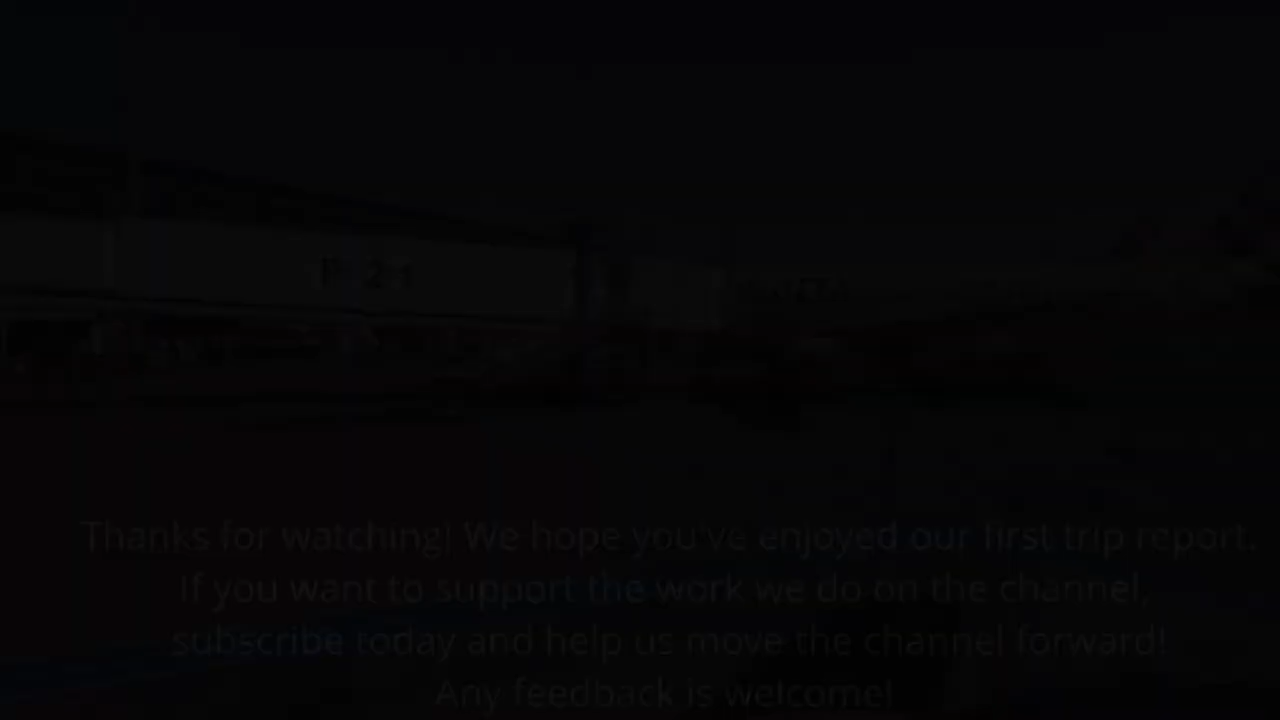 Thanks for watching! We hope you've enjoyed our first trip report.
If you want to support the work we do on the channel,
subscribe today and help us move the channel forward!
Any feedback is welcome!